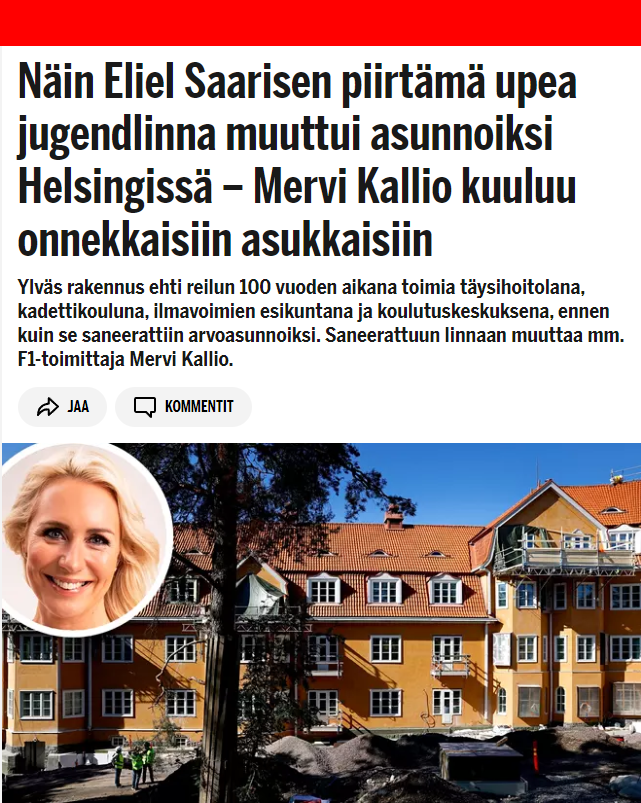 Näin Eliel Saarisen piirtämä upea
jugendlinna muuttui asunnoiksi
Helsingissä – Mervi Kallio kuuluu
onnekkaisiin asukkaisiin
Ylväs rakennus ehti reilun 100 vuoden aikana toimia täysihoitolana,
kadettikouluna, ilmavoimien esikuntana ja koulutuskeskuksena, ennen
kuin se saneerattiin arvoasunnoiksi. Saneerattuun linnaan muuttaa mm.
F1-toimittaja Mervi Kallio.
JAA
KOMMENTIT